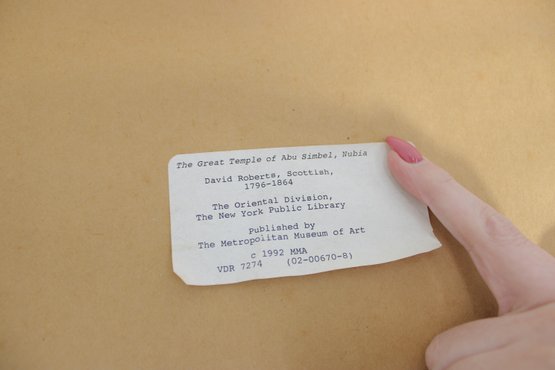 The Great Temple of Abu Simbel, Nubia
David Roberts, Scottish,
1796-1864
The Oriental Division,
The New York Public Library
Published by
The Metropolitan Museum of Art
c 1992 MMA
VDR 7274 (02-00670-8)